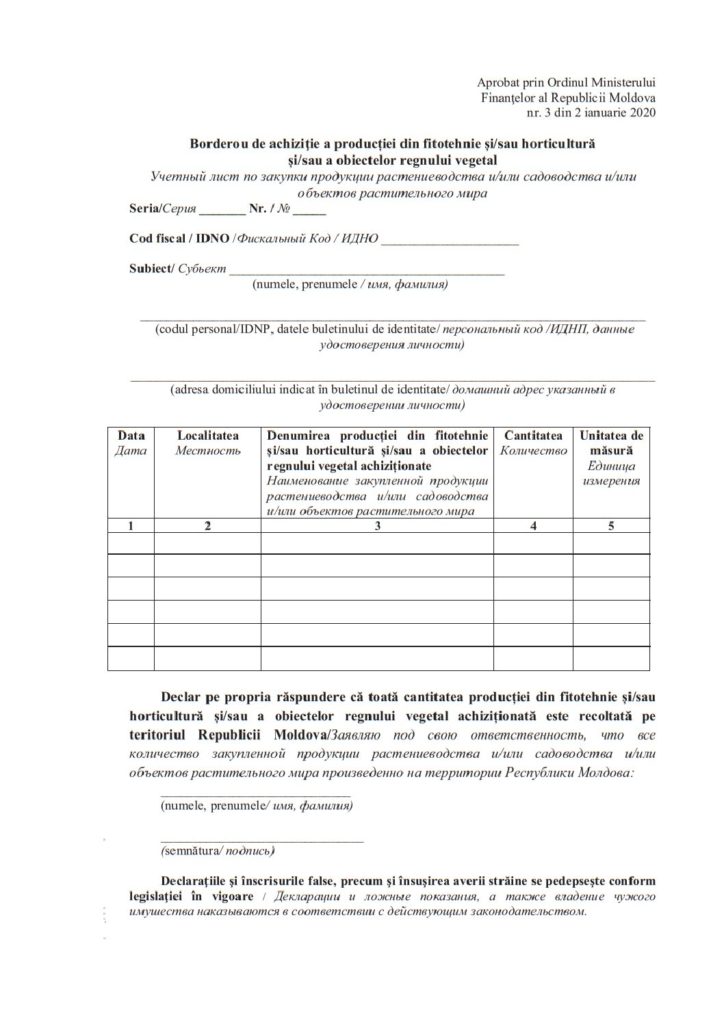 Aprobat prin Ordinul Ministerului
Finanţelor al Republicii Moldova
nr. 3 din 2 ianuarie 2020
Borderou de achiziţie a producţiei din fitotehnie şi/sau horticultură
şi/sau a obiectelor regnului vegetal
Учетный лист по закупки продукции растениеводства и/или садоводства и/или
объектов растительного мира
Seria/Серия _______ Nr. / № _____
Cod fiscal / IDNO /Фискальный Код / ИДНО _____________________
Subiect/ Субьект __________________________________________
(numele, prenumele / имя, фамилия)
(codul personal/IDNP, datele buletinului de identitate/ персональный код /ИДНП, данные
удостоверения личности)
(adresa domiciliului indicat în buletinul de identitate/ домашний адрес указанный в
удостоверении личности)
Data Localitatea Denumirea producţiei din fitotehnie Cantitatea Unitatea de
Дата Местность şi/sau horticultură şi/sau a obiectelor Количество măsură
regnului vegetal achiziţionate Единица
Наименование закупленной продукции измерения
растениеводства и/или садоводства
и/или объектов растительного мира
1 2 3 4 5
Declar pe propria răspundere că toată cantitatea producţiei din fitotehnie şi/sau
horticultură şi/sau a obiectelor regnului vegetal achiziţionată este recoltată pe
teritoriul Republicii Moldova/Заявляю под свою ответственность, что все
количество закупленной продукции растениеводства и/или садоводства и/или
объектов растительного мира произведенно на территории Республики Молдова:
(numele, prenumele/ имя, фамилия)
(semnătura/ подпись)
Declaraţiile şi înscrisurile false, precum şi însuşirea averii străine se pedepseşte conform
legislaţiei în vigoare / Декларации и ложные показания, а также владение чужого
имушества наказываются в соответствии с действующим законодательством.